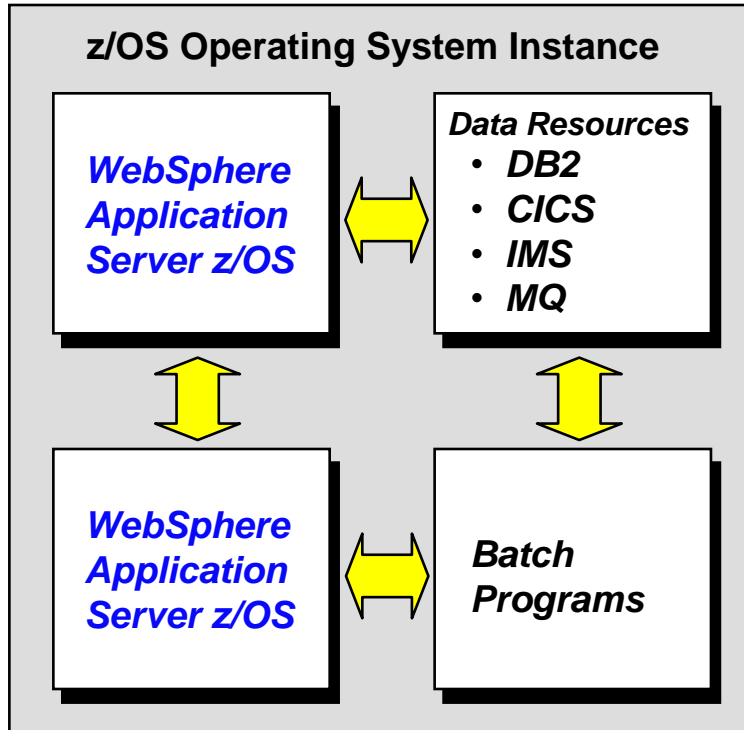 z/OS Operating System Instance
WebSphere
Application
Server z/OS
Data Resources
• DB2
• CICS
• IMS
• MQ
WebSphere
Application
Server z/OS
Batch
Programs